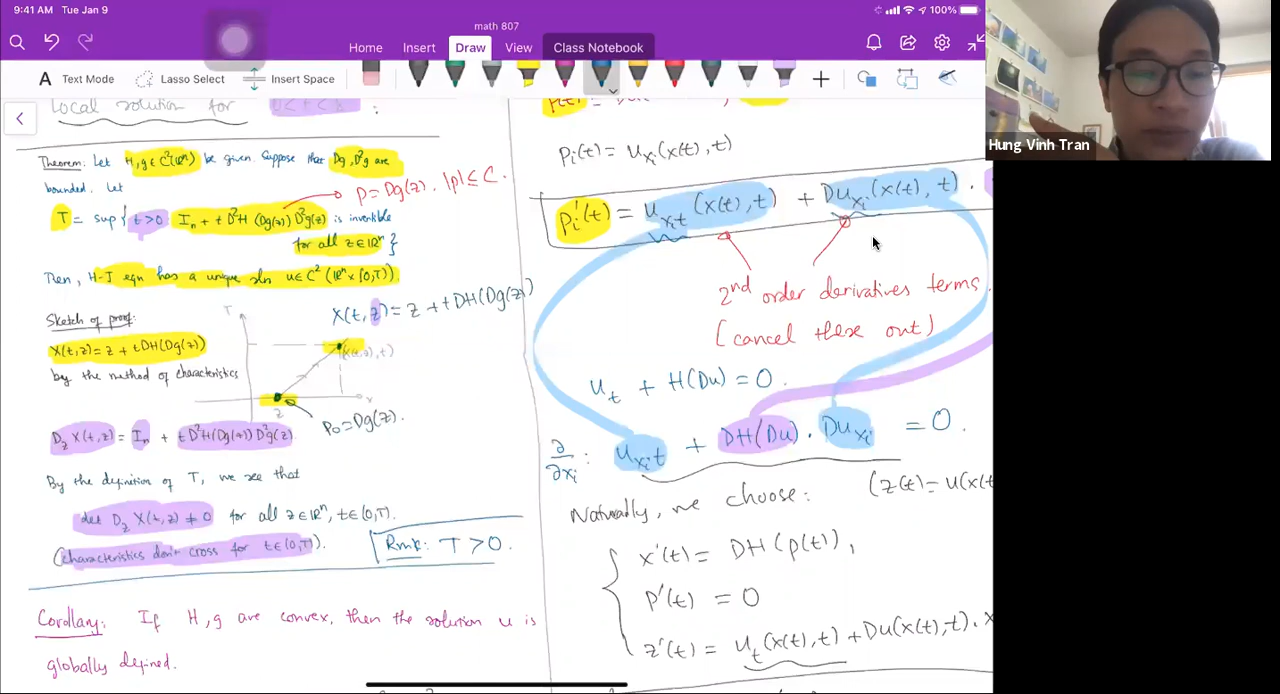 9:41 AM Tue Jan 9
100%
math 807
Home Insert Draw View Class Notebook
A Text Mode Lasso Select Insert Space
Hung Vinh Tran
local solution for 0 < t < T :
Theorem: Let H, g ∈ C²(ℝⁿ) be given. Suppose that Dg, D²g are
bounded. Let
T = sup{ t>0: Iₙ + t D²H (Dg(z)) D²g(z) is invertible
for all z∈ℝⁿ }
p = Dg(z). |p| ≤ C.
Then, H-J eqn has a unique soln u∈C²(ℝⁿ × [0,T)).
Sketch of proof:
X(t,z) = z + tDH(Dg(z))
by the method of characteristics
T
X(t,z) = z + tDH(Dg(z))
(X(t,z), t)
z
x
p₀ = Dg(z).
D_z X(t,z) = Iₙ + t D²H(Dg(z)) D²g(z)
By the definition of T, we see that
det D_z X(t,z) ≠ 0 for all z∈ℝⁿ, t∈(0,T).
(characteristics don't cross for t∈(0,T)).
Rmk: T > 0.
Corollary: If H, g are convex, then the solution u is
globally defined.
pᵢ(t) = u_{xᵢ}(x(t), t)
pᵢ'(t) = u_{xᵢt}(x(t), t) + Du_{xᵢ}(x(t), t) ·
2nd order derivatives terms.
(cancel these out)
u_t + H(Du) = 0.
∂/∂xᵢ : u_{xᵢt} + DH(Du) · Du_{xᵢ} = 0.
Naturally, we choose: (z(t) = u(x(t
x'(t) = DH(p(t)),
p'(t) = 0
z'(t) = u_t(x(t), t) + Du(x(t), t) · x